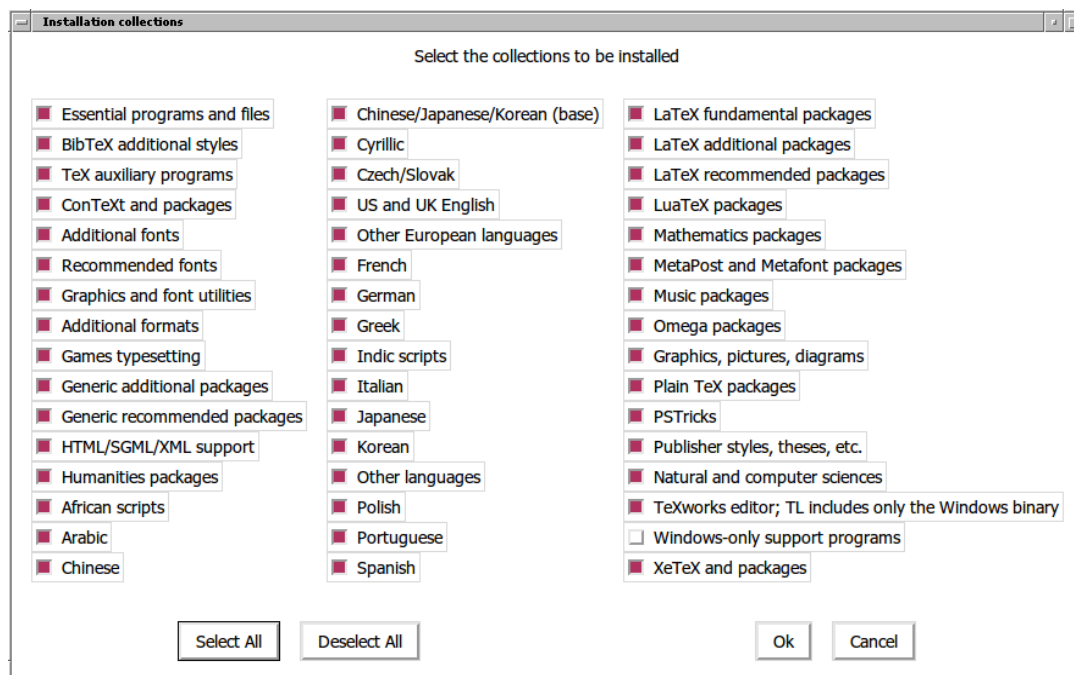 Installation collections
Select the collections to be installed
Essential programs and files
BibTeX additional styles
TeX auxiliary programs
ConTeXt and packages
Additional fonts
Recommended fonts
Graphics and font utilities
Additional formats
Games typesetting
Generic additional packages
Generic recommended packages
HTML/SGML/XML support
Humanities packages
African scripts
Arabic
Chinese
Chinese/Japanese/Korean (base)
Cyrillic
Czech/Slovak
US and UK English
Other European languages
French
German
Greek
Indic scripts
Italian
Japanese
Korean
Other languages
Polish
Portuguese
Spanish
LaTeX fundamental packages
LaTeX additional packages
LaTeX recommended packages
LuaTeX packages
Mathematics packages
MetaPost and Metafont packages
Music packages
Omega packages
Graphics, pictures, diagrams
Plain TeX packages
PSTricks
Publisher styles, theses, etc.
Natural and computer sciences
TeXworks editor; TL includes only the Windows binary
Windows-only support programs
XeTeX and packages
Select All
Deselect All
Ok
Cancel